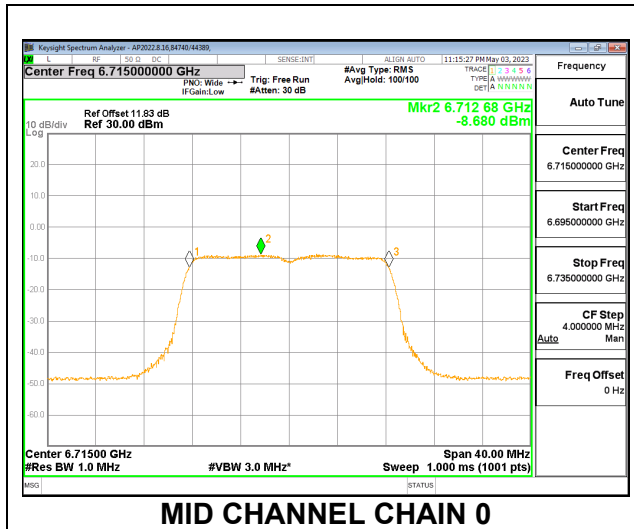 Keysight Spectrum Analyzer - AP2022.8.16,84740/44389,
L RF 50 Ω DC SENSE:INT ALIGN AUTO 11:15:27 PM May 03, 2023
Center Freq 6.715000000 GHz #Avg Type: RMS TRACE 1 2 3 4 5 6
PNO: Wide Trig: Free Run Avg|Hold: 100/100 TYPE A WWWWW
IFGain:Low #Atten: 30 dB DET A NNNNN
Mkr2 6.712 68 GHz
-8.680 dBm
Ref Offset 11.83 dB
10 dB/div Ref 30.00 dBm
Log
20.0
10.0
0.00
-10.0
-20.0
-30.0
-40.0
-50.0
-60.0
1
2
3
Center 6.71500 GHz Span 40.00 MHz
#Res BW 1.0 MHz #VBW 3.0 MHz* Sweep 1.000 ms (1001 pts)
MSG STATUS
Frequency
Auto Tune
Center Freq
6.715000000 GHz
Start Freq
6.695000000 GHz
Stop Freq
6.735000000 GHz
CF Step
4.000000 MHz
Auto Man
Freq Offset
0 Hz
MID CHANNEL CHAIN 0